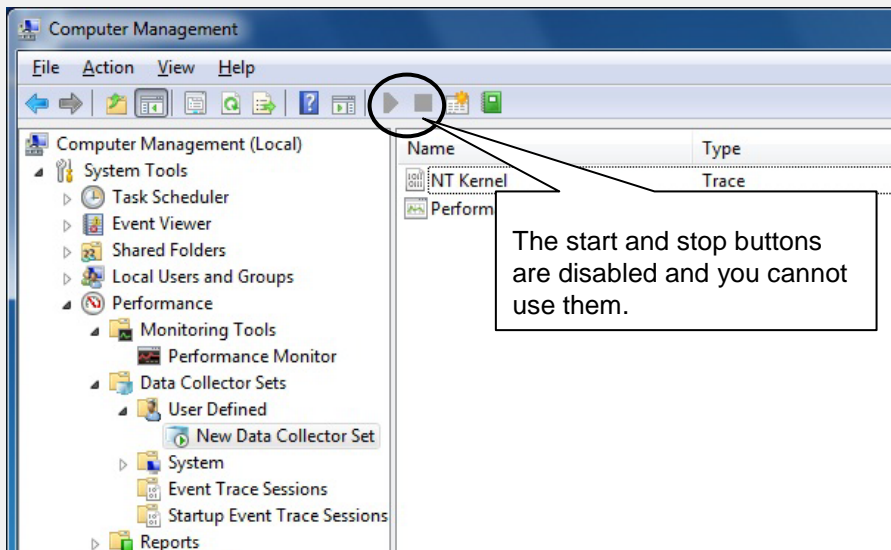 Computer Management
File Action View Help
Computer Management (Local)
System Tools
Task Scheduler
Event Viewer
Shared Folders
Local Users and Groups
Performance
Monitoring Tools
Performance Monitor
Data Collector Sets
User Defined
New Data Collector Set
System
Event Trace Sessions
Startup Event Trace Sessions
Reports
Name Type
NT Kernel Trace
Perform
The start and stop buttons
are disabled and you cannot
use them.